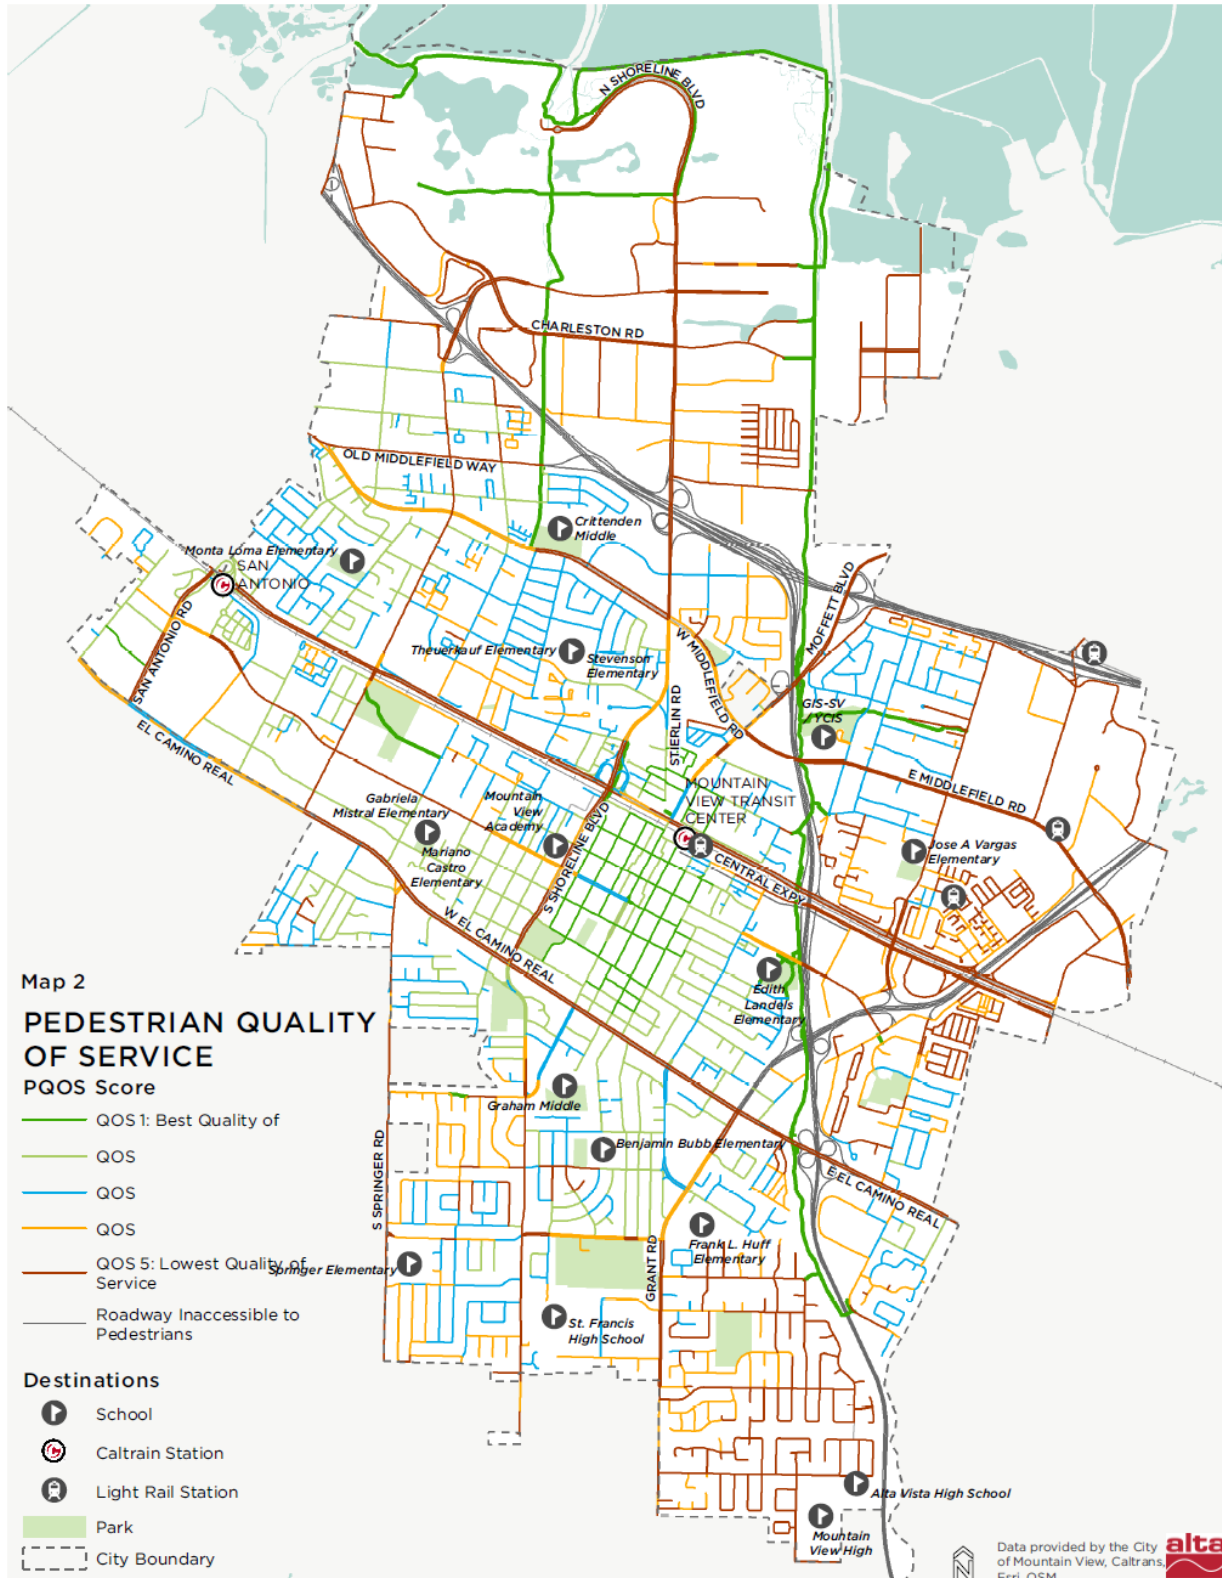 N SHORELINE BLVD
CHARLESTON RD
OLD MIDDLEFIELD WAY
Crittenden
Middle
Monta Loma Elementary
SAN
ANTONIO
MOFFETT BLVD
SAN ANTONIO RD
Theuerkauf Elementary
Stevenson
Elementary
W MIDDLEFIELD RD
STIERLIN RD
GIS-SV
/ YCIS
EL CAMINO REAL
E MIDDLEFIELD RD
MOUNTAIN
VIEW TRANSIT
CENTER
Gabriela
Mistral Elementary
Mountain
View
Academy
Mariano
Castro
Elementary
S SHORELINE BLVD
CENTRAL EXPY
Jose A Vargas
Elementary
W EL CAMINO REAL
Edith
Landels
Elementary
Graham Middle
Benjamin Bubb Elementary
S SPRINGER RD
E EL CAMINO REAL
Frank L. Huff
Elementary
GRANT RD
Springer Elementary
St. Francis
High School
Alta Vista High School
Mountain
View High
Map 2
PEDESTRIAN QUALITY
OF SERVICE
PQOS Score
QOS 1: Best Quality of
QOS
QOS
QOS
QOS 5: Lowest Quality of
Service
Roadway Inaccessible to
Pedestrians
Destinations
School
Caltrain Station
Light Rail Station
Park
City Boundary
N
Data provided by the City
of Mountain View, Caltrans,
Esri, OSM
alta